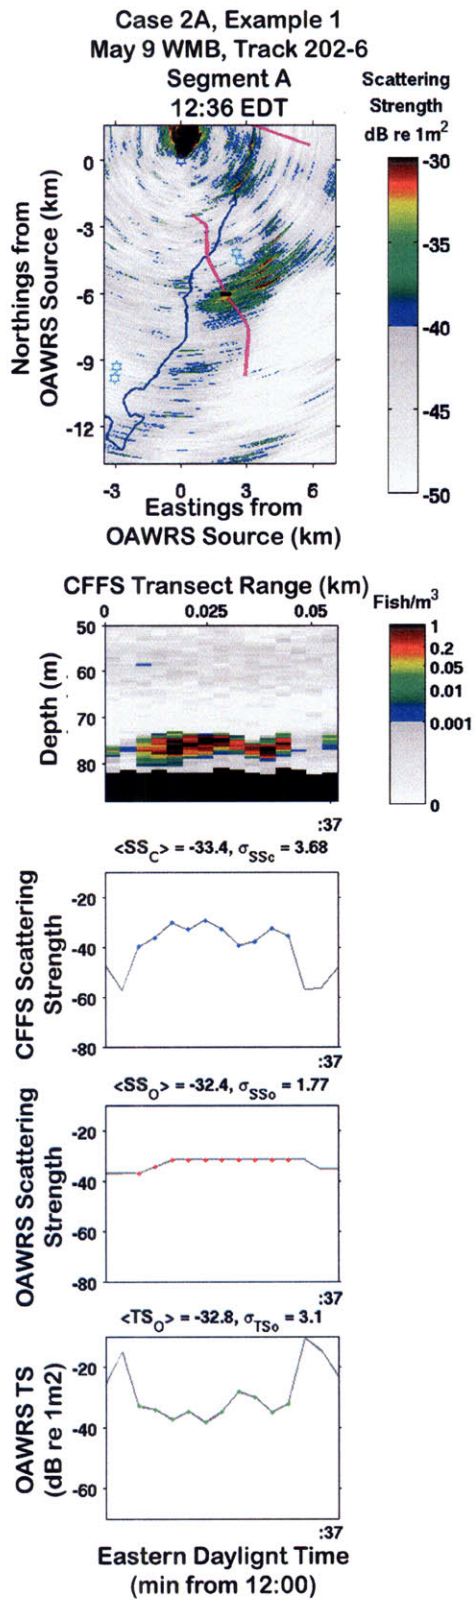 Case 2A, Example 1
May 9 WMB, Track 202-6
Segment A
12:36 EDT
Scattering
Strength
dB re 1m2
-30
-35
-40
-45
-50
Northings from
OAWRS Source (km)
0
-3
-6
-9
-12
-3 0 3 6
Eastings from
OAWRS Source (km)
CFFS Transect Range (km)
0 0.025 0.05
Fish/m3
1
0.2
0.05
0.01
0.001
0
Depth (m)
50
60
70
80
:37
<SSC> = -33.4, σSSc = 3.68
CFFS Scattering
Strength
-20
-40
-60
-80
:37
<SSO> = -32.4, σSSo = 1.77
OAWRS Scattering
Strength
-20
-40
-60
-80
:37
<TSO> = -32.8, σTSo = 3.1
OAWRS TS
(dB re 1m2)
-20
-40
-60
:37
Eastern Daylignt Time
(min from 12:00)